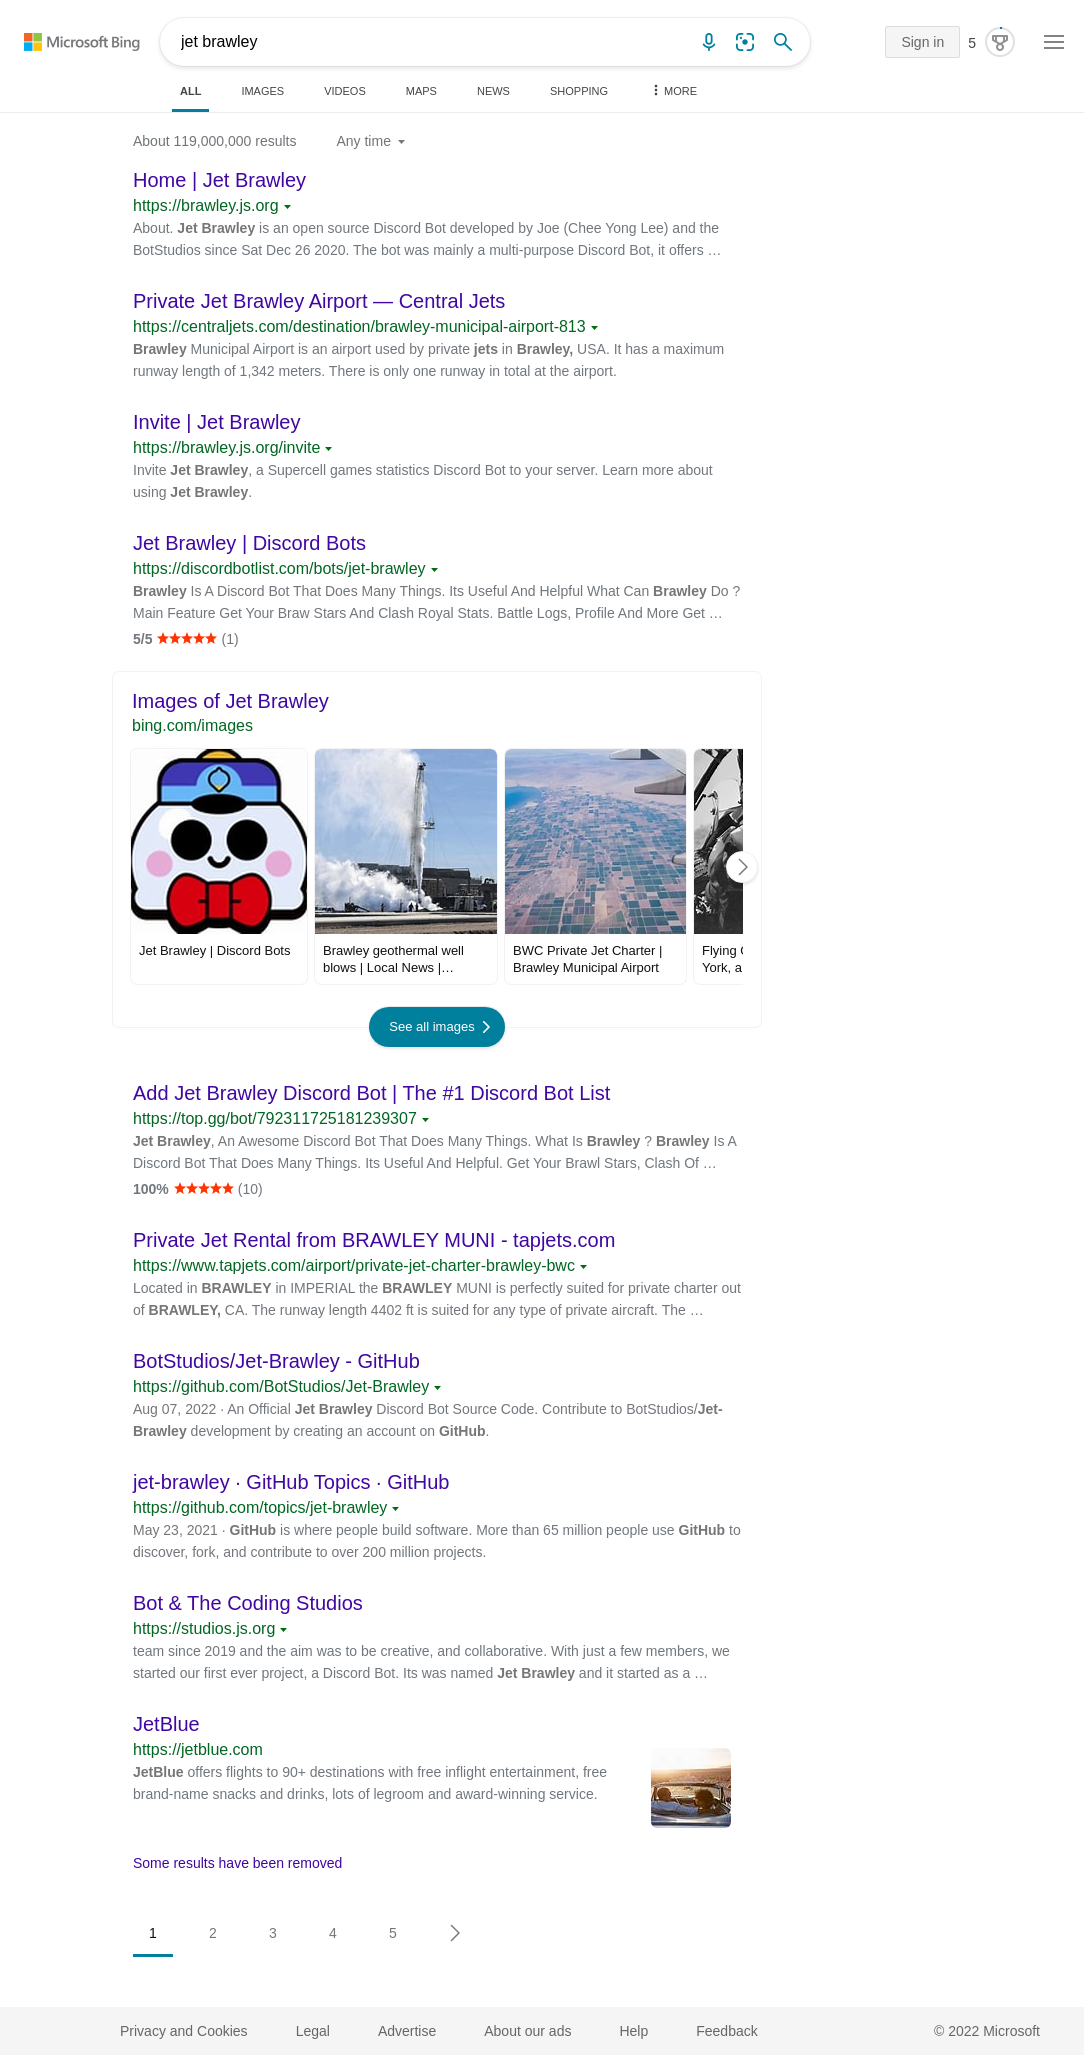 Microsoft Bing
jet brawley
Sign in
5
ALL
IMAGES
VIDEOS
MAPS
NEWS
SHOPPING
MORE
About 119,000,000 results
Any time
Home | Jet Brawley
https://brawley.js.org
About. Jet Brawley is an open source Discord Bot developed by Joe (Chee Yong Lee) and the
BotStudios since Sat Dec 26 2020. The bot was mainly a multi-purpose Discord Bot, it offers …
Private Jet Brawley Airport — Central Jets
https://centraljets.com/destination/brawley-municipal-airport-813
Brawley Municipal Airport is an airport used by private jets in Brawley, USA. It has a maximum
runway length of 1,342 meters. There is only one runway in total at the airport.
Invite | Jet Brawley
https://brawley.js.org/invite
Invite Jet Brawley, a Supercell games statistics Discord Bot to your server. Learn more about
using Jet Brawley.
Jet Brawley | Discord Bots
https://discordbotlist.com/bots/jet-brawley
Brawley Is A Discord Bot That Does Many Things. Its Useful And Helpful What Can Brawley Do ?
Main Feature Get Your Braw Stars And Clash Royal Stats. Battle Logs, Profile And More Get …
5/5 ★★★★★ (1)
Images of Jet Brawley
bing.com/images
Jet Brawley | Discord Bots
Brawley geothermal well
blows | Local News |…
BWC Private Jet Charter |
Brawley Municipal Airport
Flying
York, a
See all images
Add Jet Brawley Discord Bot | The #1 Discord Bot List
https://top.gg/bot/792311725181239307
Jet Brawley, An Awesome Discord Bot That Does Many Things. What Is Brawley ? Brawley Is A
Discord Bot That Does Many Things. Its Useful And Helpful. Get Your Brawl Stars, Clash Of …
100% ★★★★★ (10)
Private Jet Rental from BRAWLEY MUNI - tapjets.com
https://www.tapjets.com/airport/private-jet-charter-brawley-bwc
Located in BRAWLEY in IMPERIAL the BRAWLEY MUNI is perfectly suited for private charter out
of BRAWLEY, CA. The runway length 4402 ft is suited for any type of private aircraft. The …
BotStudios/Jet-Brawley - GitHub
https://github.com/BotStudios/Jet-Brawley
Aug 07, 2022 · An Official Jet Brawley Discord Bot Source Code. Contribute to BotStudios/Jet-
Brawley development by creating an account on GitHub.
jet-brawley · GitHub Topics · GitHub
https://github.com/topics/jet-brawley
May 23, 2021 · GitHub is where people build software. More than 65 million people use GitHub to
discover, fork, and contribute to over 200 million projects.
Bot & The Coding Studios
https://studios.js.org
team since 2019 and the aim was to be creative, and collaborative. With just a few members, we
started our first ever project, a Discord Bot. Its was named Jet Brawley and it started as a …
JetBlue
https://jetblue.com
JetBlue offers flights to 90+ destinations with free inflight entertainment, free
brand-name snacks and drinks, lots of legroom and award-winning service.
Some results have been removed
1
2
3
4
5
Privacy and Cookies
Legal
Advertise
About our ads
Help
Feedback
© 2022 Microsoft